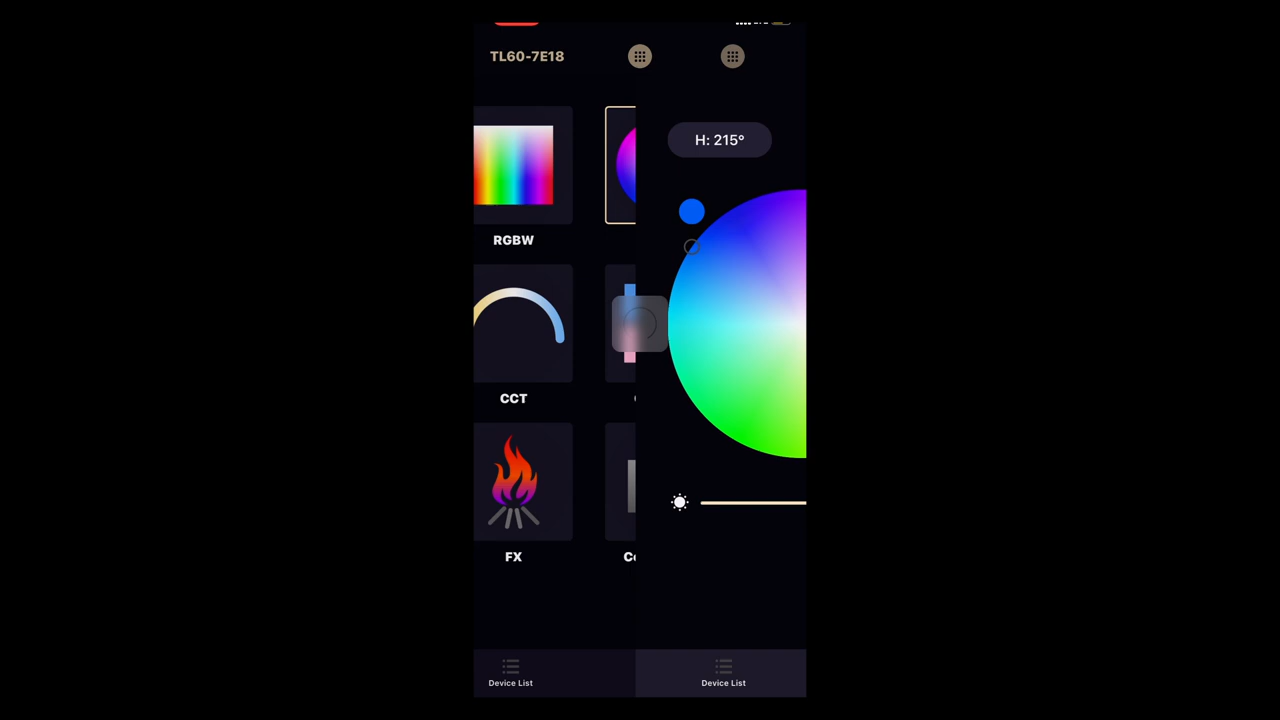 TL60-7E18
H: 215°
RGBW
CCT
FX
Device List
Device List